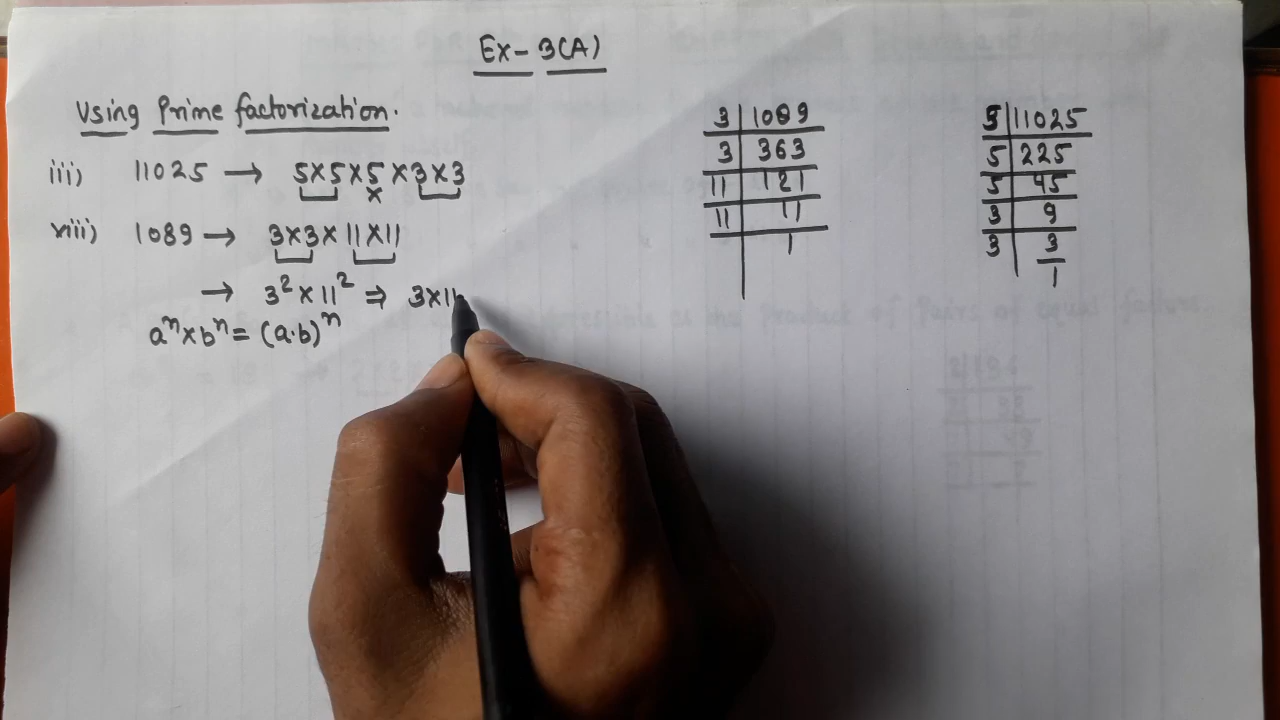 Ex- 3(A)
Using Prime factorization.
iii) 11025 → 5×5×5×3×3
×
xiii) 1089 → 3×3×11×11
→ 3² × 11² ⇒ 3×11
aⁿ×bⁿ = (a·b)ⁿ
3 | 1089
3 | 363
11 | 121
11 | 11
1
5 | 11025
5 | 225
5 | 45
3 | 9
3 | 3
1